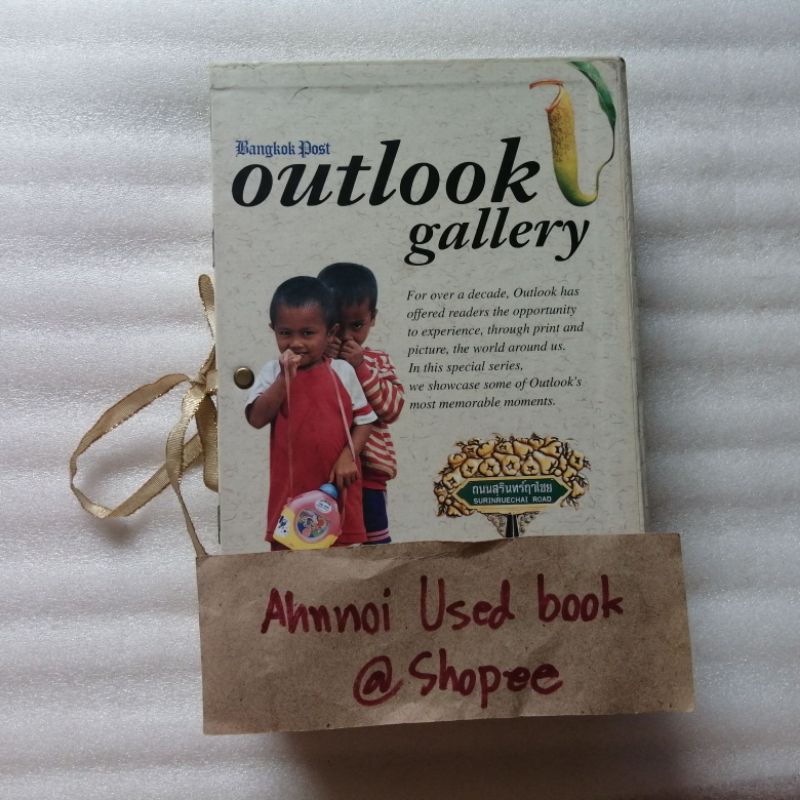 Bangkok Post
outlook
gallery
For over a decade, Outlook has
offered readers the opportunity
to experience, through print and
picture, the world around us.
In this special series,
we showcase some of Outlook's
most memorable moments.
ถนนสุรินทร์ฤาไชย
SURINRUECHAI ROAD
Ahnnoi Used book
@Shopee